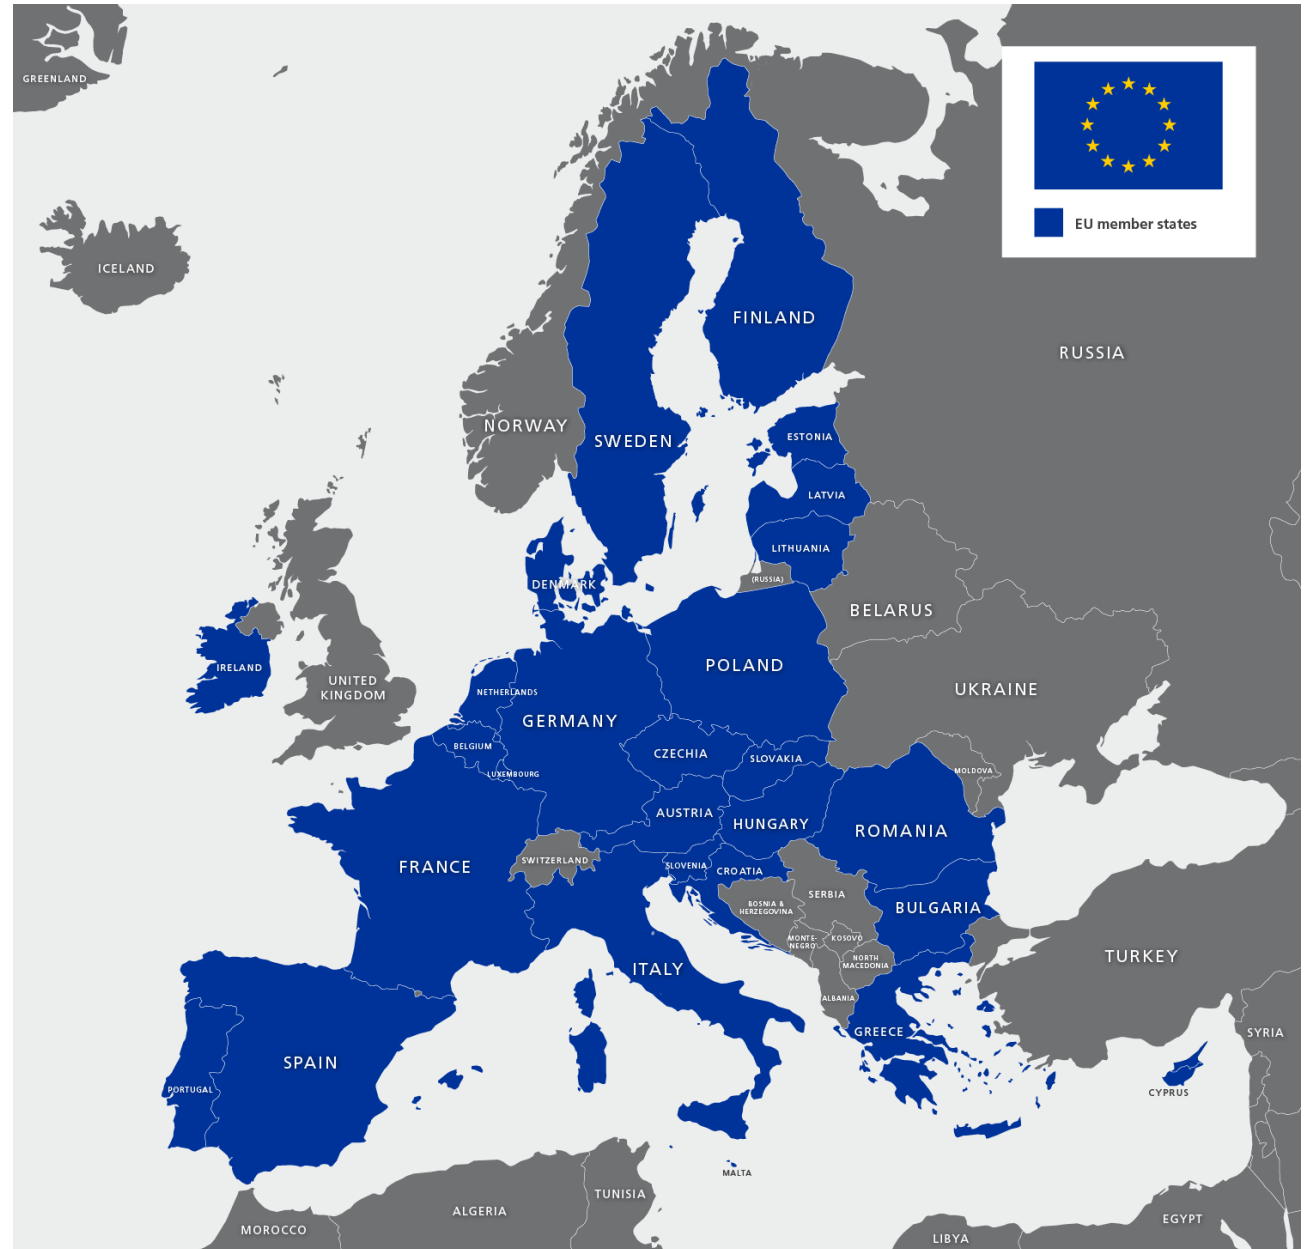 GREENLAND
EU member states
ICELAND
FINLAND
RUSSIA
NORWAY
SWEDEN
ESTONIA
LATVIA
LITHUANIA
(RUSSIA)
DENMARK
BELARUS
IRELAND
UNITED
KINGDOM
POLAND
NETHERLANDS
UKRAINE
GERMANY
BELGIUM
CZECHIA
SLOVAKIA
LUXEMBOURG
MOLDOVA
AUSTRIA
HUNGARY
ROMANIA
SWITZERLAND
FRANCE
SLOVENIA
CROATIA
SERBIA
BOSNIA &
HERZEGOVINA
BULGARIA
MONTE-
NEGRO
KOSOVO
TURKEY
NORTH
MACEDONIA
ITALY
ALBANIA
GREECE
SYRIA
SPAIN
PORTUGAL
CYPRUS
MALTA
TUNISIA
ALGERIA
EGYPT
MOROCCO
LIBYA